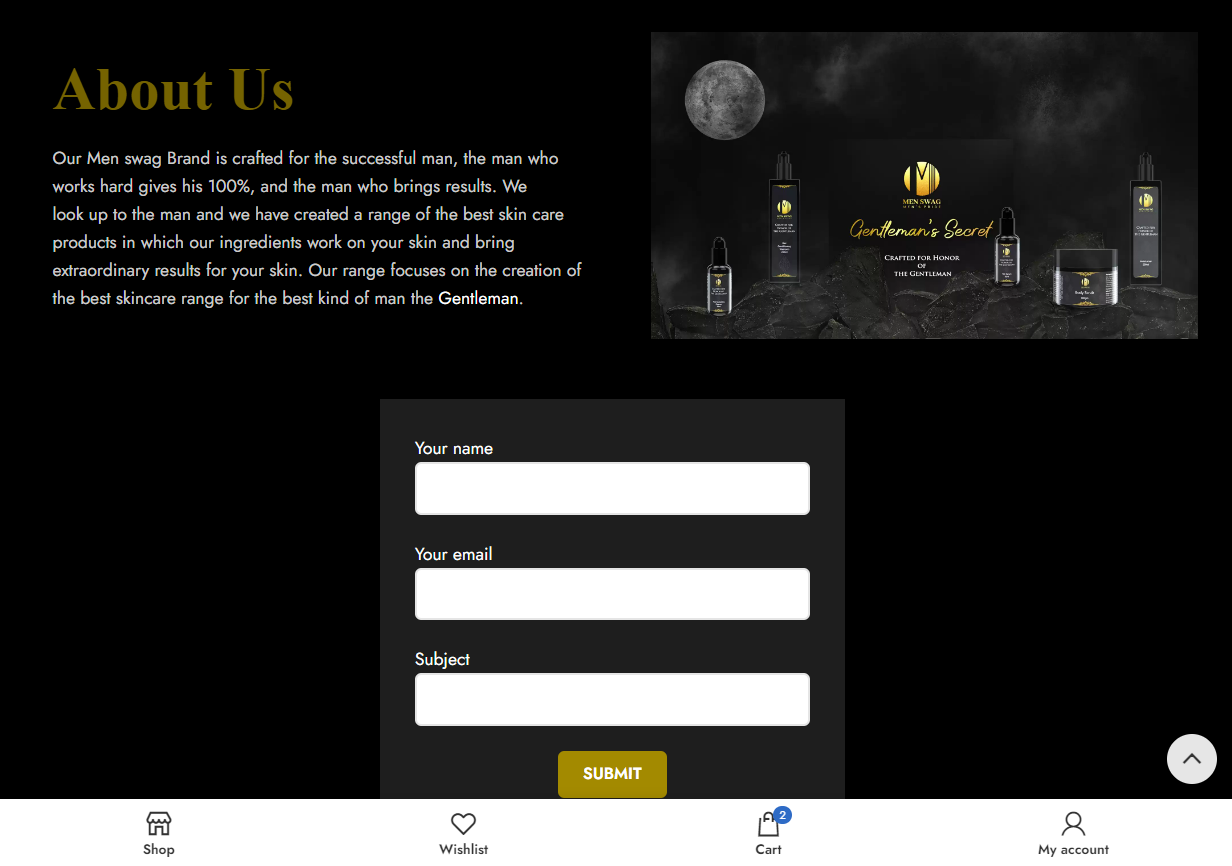 About Us
Our Men swag Brand is crafted for the successful man, the man who
works hard gives his 100%, and the man who brings results. We
look up to the man and we have created a range of the best skin care
products in which our ingredients work on your skin and bring
extraordinary results for your skin. Our range focuses on the creation of
the best skincare range for the best kind of man the Gentleman.
MEN SWAG
MEN'S PRIDE
Gentleman's Secret
Crafted for Honor
of
the Gentleman
Body Scrub
Your name
Your email
Subject
SUBMIT
Shop
Wishlist
2
Cart
My account